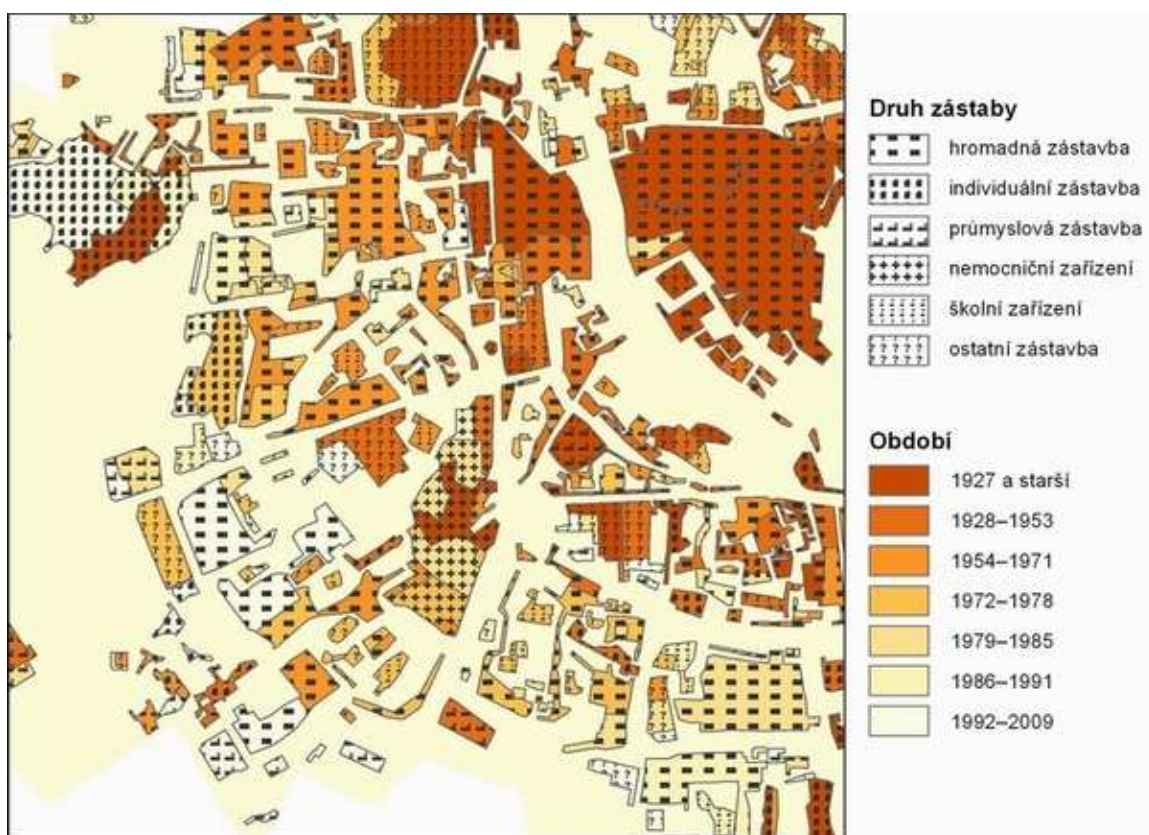 Druh zástaby
hromadná zástavba
individuální zástavba
průmyslová zástavba
nemocniční zařízení
školní zařízení
ostatní zástavba
Období
1927 a starší
1928–1953
1954–1971
1972–1978
1979–1985
1986–1991
1992–2009